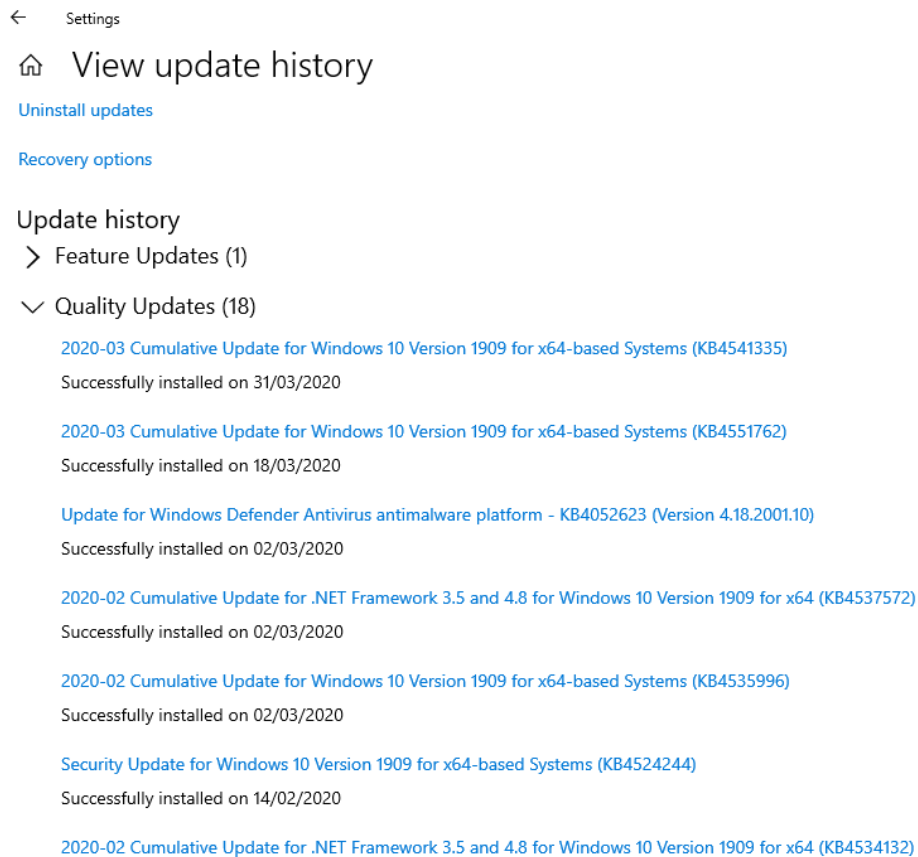 Settings
View update history
Uninstall updates
Recovery options
Update history
Feature Updates (1)
Quality Updates (18)
2020-03 Cumulative Update for Windows 10 Version 1909 for x64-based Systems (KB4541335)
Successfully installed on 31/03/2020
2020-03 Cumulative Update for Windows 10 Version 1909 for x64-based Systems (KB4551762)
Successfully installed on 18/03/2020
Update for Windows Defender Antivirus antimalware platform - KB4052623 (Version 4.18.2001.10)
Successfully installed on 02/03/2020
2020-02 Cumulative Update for .NET Framework 3.5 and 4.8 for Windows 10 Version 1909 for x64 (KB4537572)
Successfully installed on 02/03/2020
2020-02 Cumulative Update for Windows 10 Version 1909 for x64-based Systems (KB4535996)
Successfully installed on 02/03/2020
Security Update for Windows 10 Version 1909 for x64-based Systems (KB4524244)
Successfully installed on 14/02/2020
2020-02 Cumulative Update for .NET Framework 3.5 and 4.8 for Windows 10 Version 1909 for x64 (KB4534132)